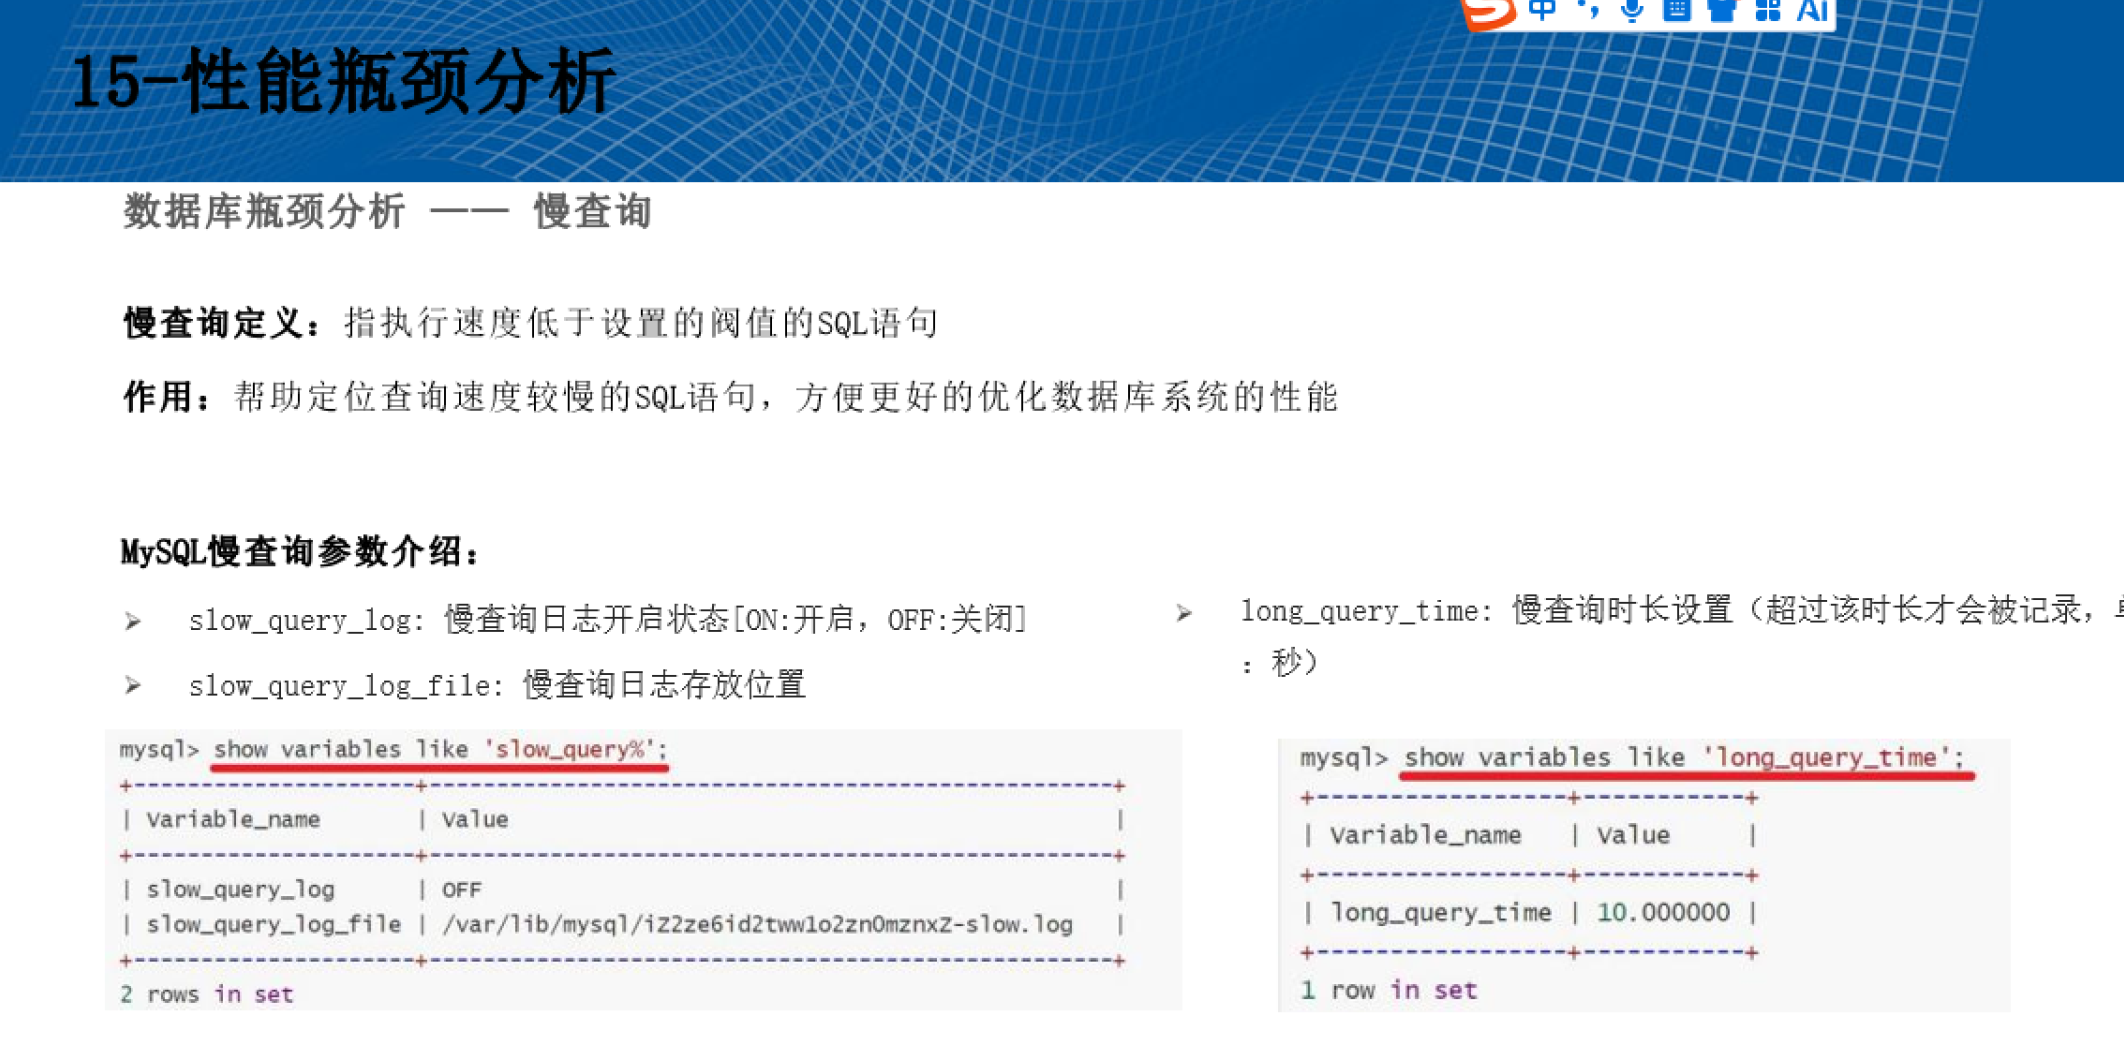 中 AI
15-性能瓶颈分析
数据库瓶颈分析 —— 慢查询
慢查询定义：指执行速度低于设置的阀值的SQL语句
作用：帮助定位查询速度较慢的SQL语句，方便更好的优化数据库系统的性能
MySQL慢查询参数介绍：
➢ slow_query_log: 慢查询日志开启状态[ON:开启，OFF:关闭]
➢ slow_query_log_file: 慢查询日志存放位置
➢ long_query_time: 慢查询时长设置（超过该时长才会被记录，
：秒）
mysql> show variables like 'slow_query%';
+---------------------+---------------------------------------------------+
| Variable_name | Value |
+---------------------+---------------------------------------------------+
| slow_query_log | OFF |
| slow_query_log_file | /var/lib/mysql/iZ2ze6id2tww1o2zn0mznxZ-slow.log |
+---------------------+---------------------------------------------------+
2 rows in set
mysql> show variables like 'long_query_time';
+-----------------+-----------+
| Variable_name | Value |
+-----------------+-----------+
| long_query_time | 10.000000 |
+-----------------+-----------+
1 row in set